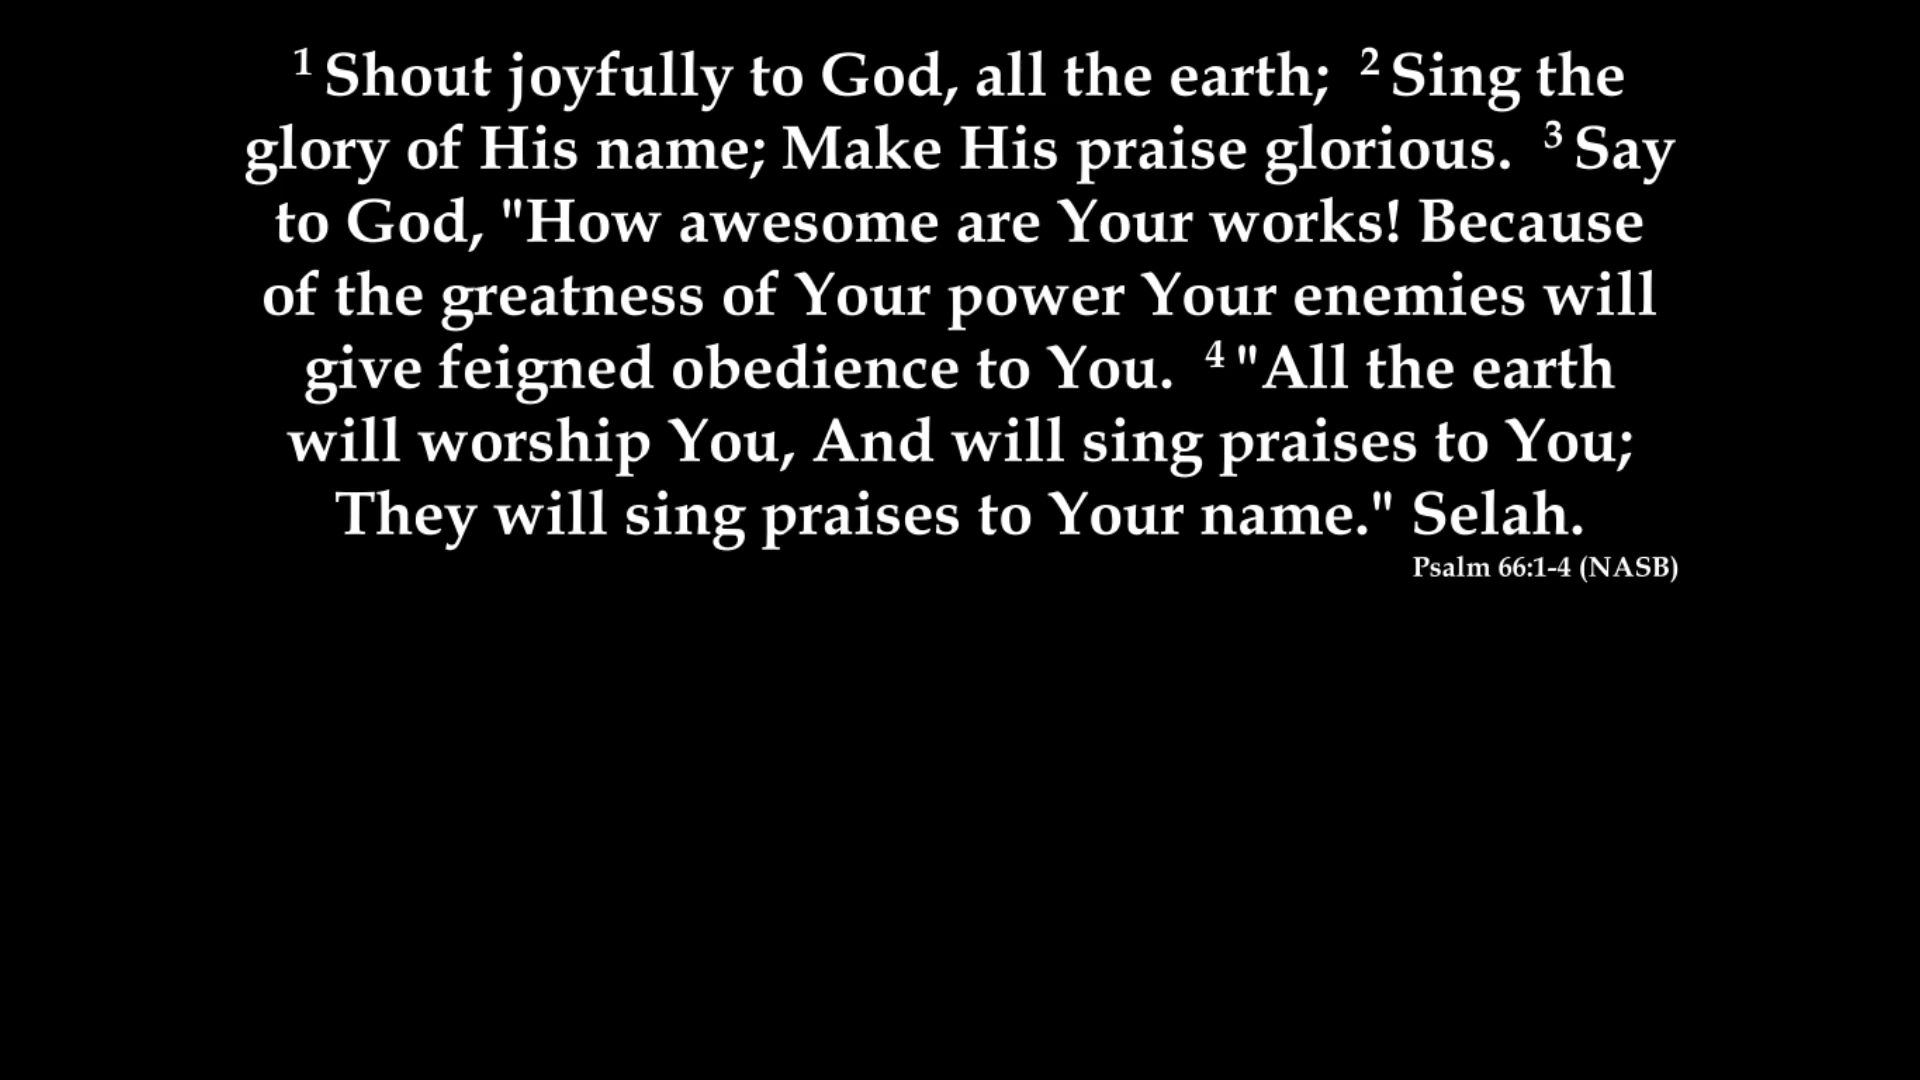 1 Shout joyfully to God, all the earth; 2 Sing the
glory of His name; Make His praise glorious. 3 Say
to God, "How awesome are Your works! Because
of the greatness of Your power Your enemies will
give feigned obedience to You. 4 "All the earth
will worship You, And will sing praises to You;
They will sing praises to Your name." Selah.
Psalm 66:1-4 (NASB)